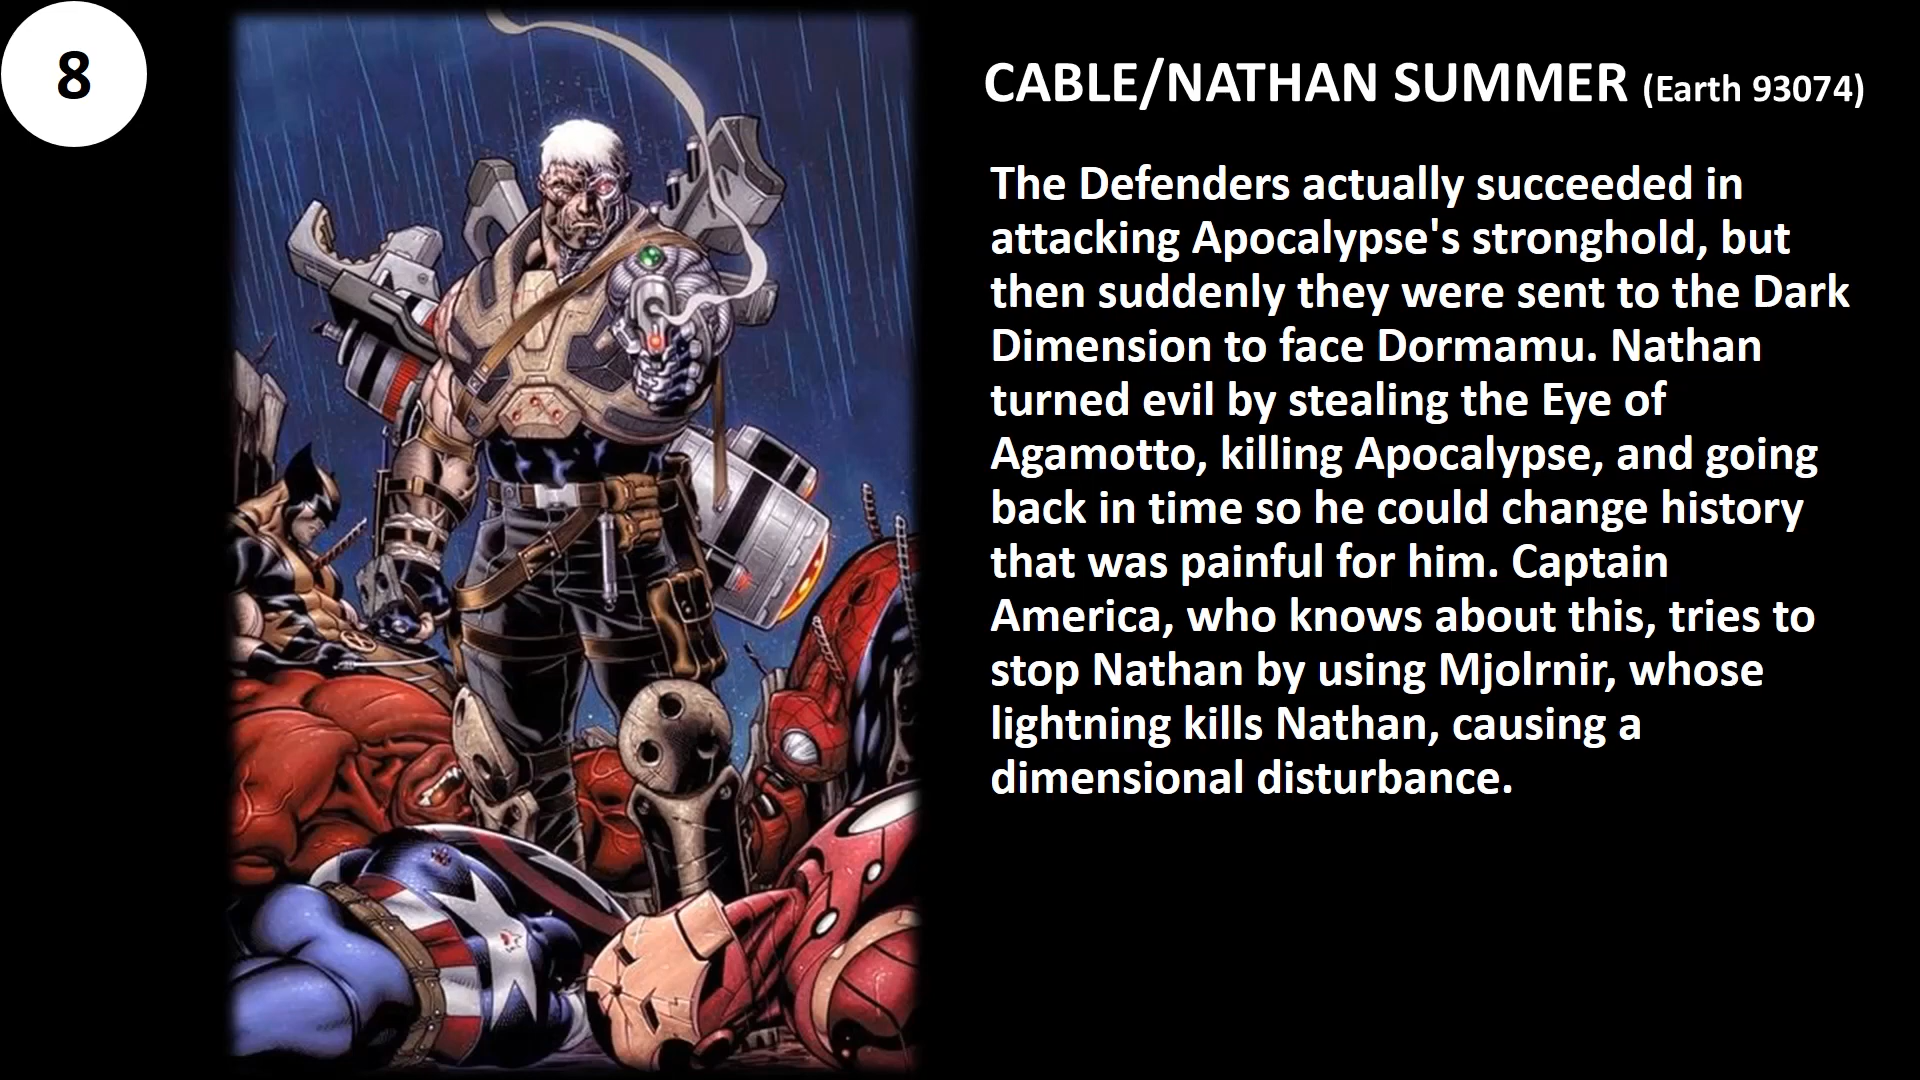 8
CABLE/NATHAN SUMMER (Earth 93074)
The Defenders actually succeeded in
attacking Apocalypse's stronghold, but
then suddenly they were sent to the Dark
Dimension to face Dormamu. Nathan
turned evil by stealing the Eye of
Agamotto, killing Apocalypse, and going
back in time so he could change history
that was painful for him. Captain
America, who knows about this, tries to
stop Nathan by using Mjolrnir, whose
lightning kills Nathan, causing a
dimensional disturbance.